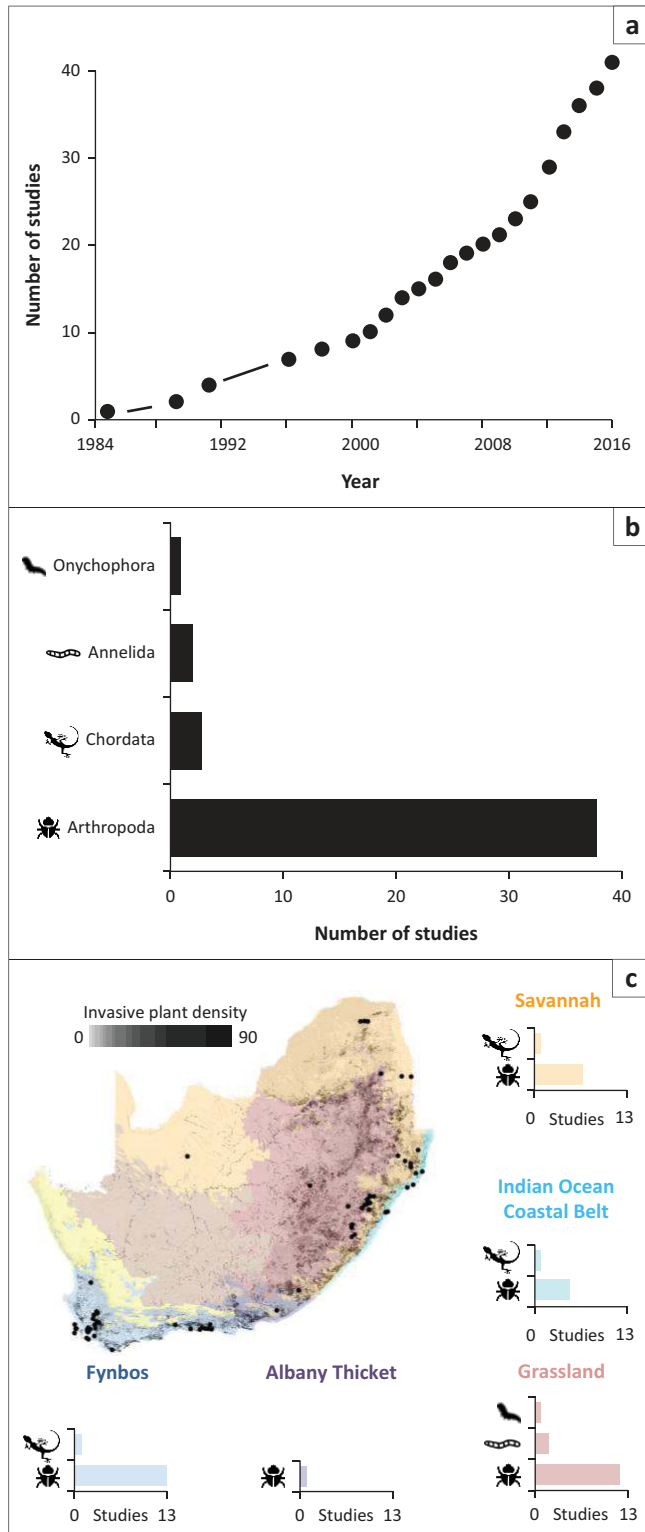 a
40
30
20
10
0
Number of studies
1984 1992 2000 2008 2016
Year
b
Onychophora
Annelida
Chordata
Arthropoda
0 10 20 30 40
Number of studies
c
Invasive plant density
0 90
Savannah
0 Studies 13
Indian Ocean
Coastal Belt
0 Studies 13
Fynbos
0 Studies 13
Albany Thicket
0 Studies 13
Grassland
0 Studies 13